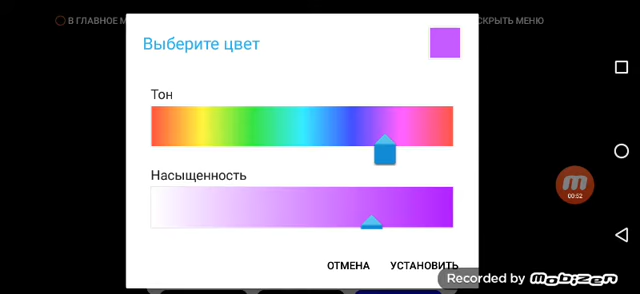 В ГЛАВНОЕ М
СКРЫТЬ МЕНЮ
Выберите цвет
Тон
Насыщенность
00:52
ОТМЕНА
УСТАНОВИТЬ
Recorded by MOBIZEN